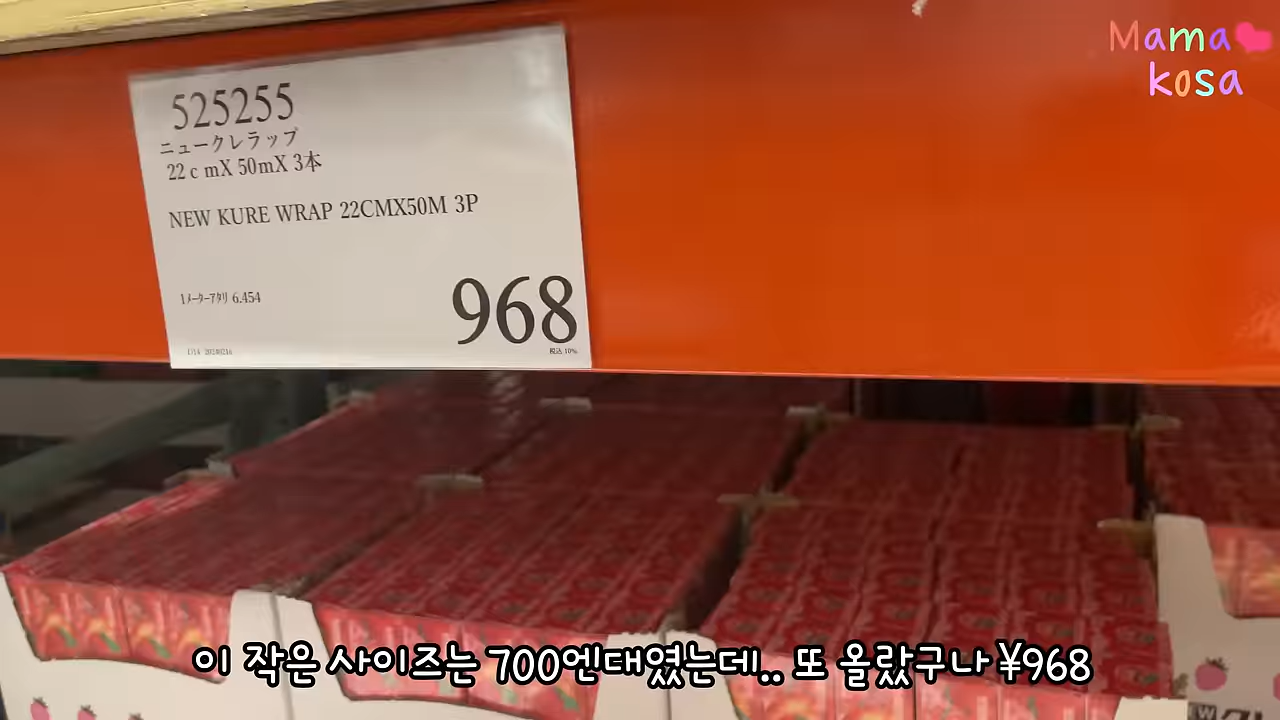 Mama
kosa
525255
ニュークレラップ
22ｃmX 50mX 3本
NEW KURE WRAP 22CMX50M 3P
1ﾒｰﾀｰｱﾀﾘ 6.454
968
税込 10%
이 작은 사이즈는 700엔대였는데.. 또 올랐구나 ¥968